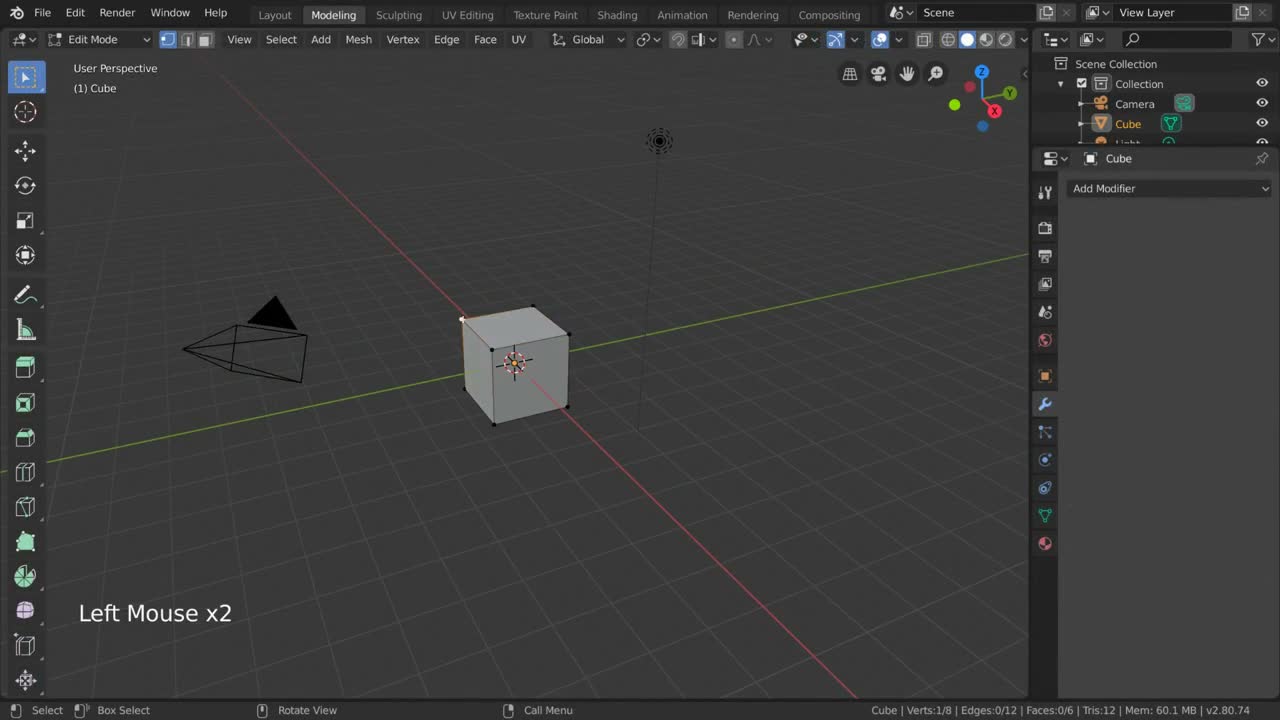 File Edit Render Window Help Layout Modeling Sculpting UV Editing Texture Paint Shading Animation Rendering Compositing Scene View Layer
Edit Mode View Select Add Mesh Vertex Edge Face UV Global
User Perspective
(1) Cube
Z
Y
X
Scene Collection
Collection
Camera
Cube
Light
Cube
Add Modifier
Left Mouse x2
Select Box Select Rotate View Call Menu Cube | Verts:1/8 | Edges:0/12 | Faces:0/6 | Tris:12 | Mem: 60.1 MB | v2.80.74